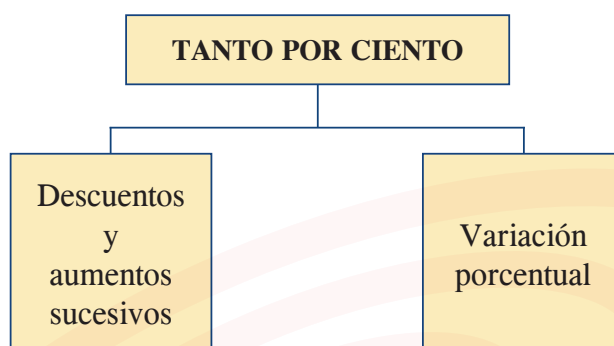 TANTO POR CIENTO
Descuentos
y
aumentos
sucesivos
Variación
porcentual